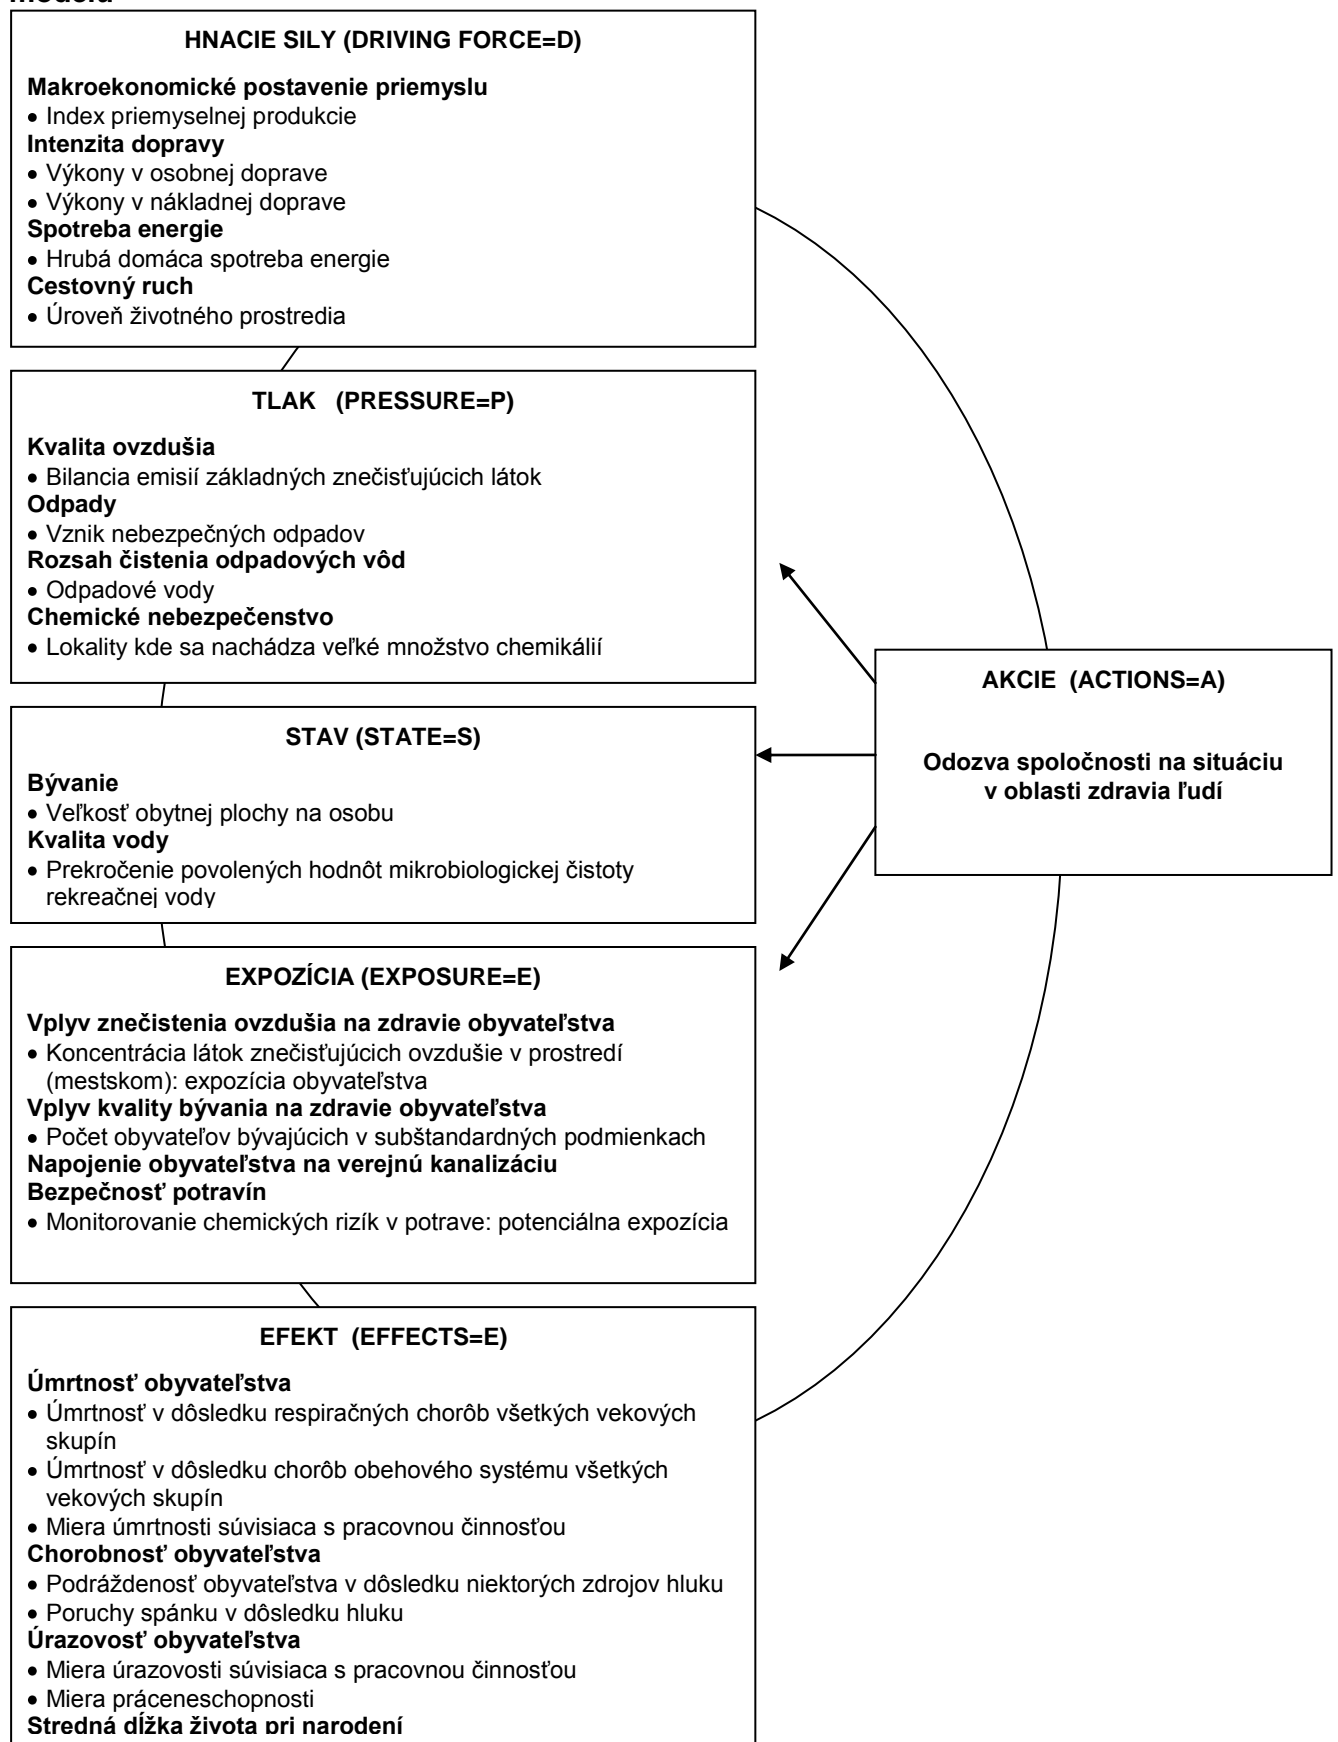 HNACIE SILY (DRIVING FORCE=D)
Makroekonomické postavenie priemyslu
• Index priemyselnej produkcie
Intenzita dopravy
• Výkony v osobnej doprave
• Výkony v nákladnej doprave
Spotreba energie
• Hrubá domáca spotreba energie
Cestovný ruch
• Úroveň životného prostredia
TLAK (PRESSURE=P)
Kvalita ovzdušia
• Bilancia emisií základných znečisťujúcich látok
Odpady
• Vznik nebezpečných odpadov
Rozsah čistenia odpadových vôd
• Odpadové vody
Chemické nebezpečenstvo
• Lokality kde sa nachádza veľké množstvo chemikálií
STAV (STATE=S)
Bývanie
• Veľkosť obytnej plochy na osobu
Kvalita vody
• Prekročenie povolených hodnôt mikrobiologickej čistoty
rekreačnej vody
EXPOZÍCIA (EXPOSURE=E)
Vplyv znečistenia ovzdušia na zdravie obyvateľstva
• Koncentrácia látok znečisťujúcich ovzdušie v prostredí
(mestskom): expozícia obyvateľstva
Vplyv kvality bývania na zdravie obyvateľstva
• Počet obyvateľov bývajúcich v subštandardných podmienkach
Napojenie obyvateľstva na verejnú kanalizáciu
Bezpečnosť potravín
• Monitorovanie chemických rizík v potrave: potenciálna expozícia
EFEKT (EFFECTS=E)
Úmrtnosť obyvateľstva
• Úmrtnosť v dôsledku respiračných chorôb všetkých vekových
skupín
• Úmrtnosť v dôsledku chorôb obehového systému všetkých
vekových skupín
• Miera úmrtnosti súvisiaca s pracovnou činnosťou
Chorobnosť obyvateľstva
• Podráždenosť obyvateľstva v dôsledku niektorých zdrojov hluku
• Poruchy spánku v dôsledku hluku
Úrazovosť obyvateľstva
• Miera úrazovosti súvisiaca s pracovnou činnosťou
• Miera práceneschopnosti
Stredná dĺžka života pri narodení
AKCIE (ACTIONS=A)
Odozva spoločnosti na situáciu
v oblasti zdravia ľudí